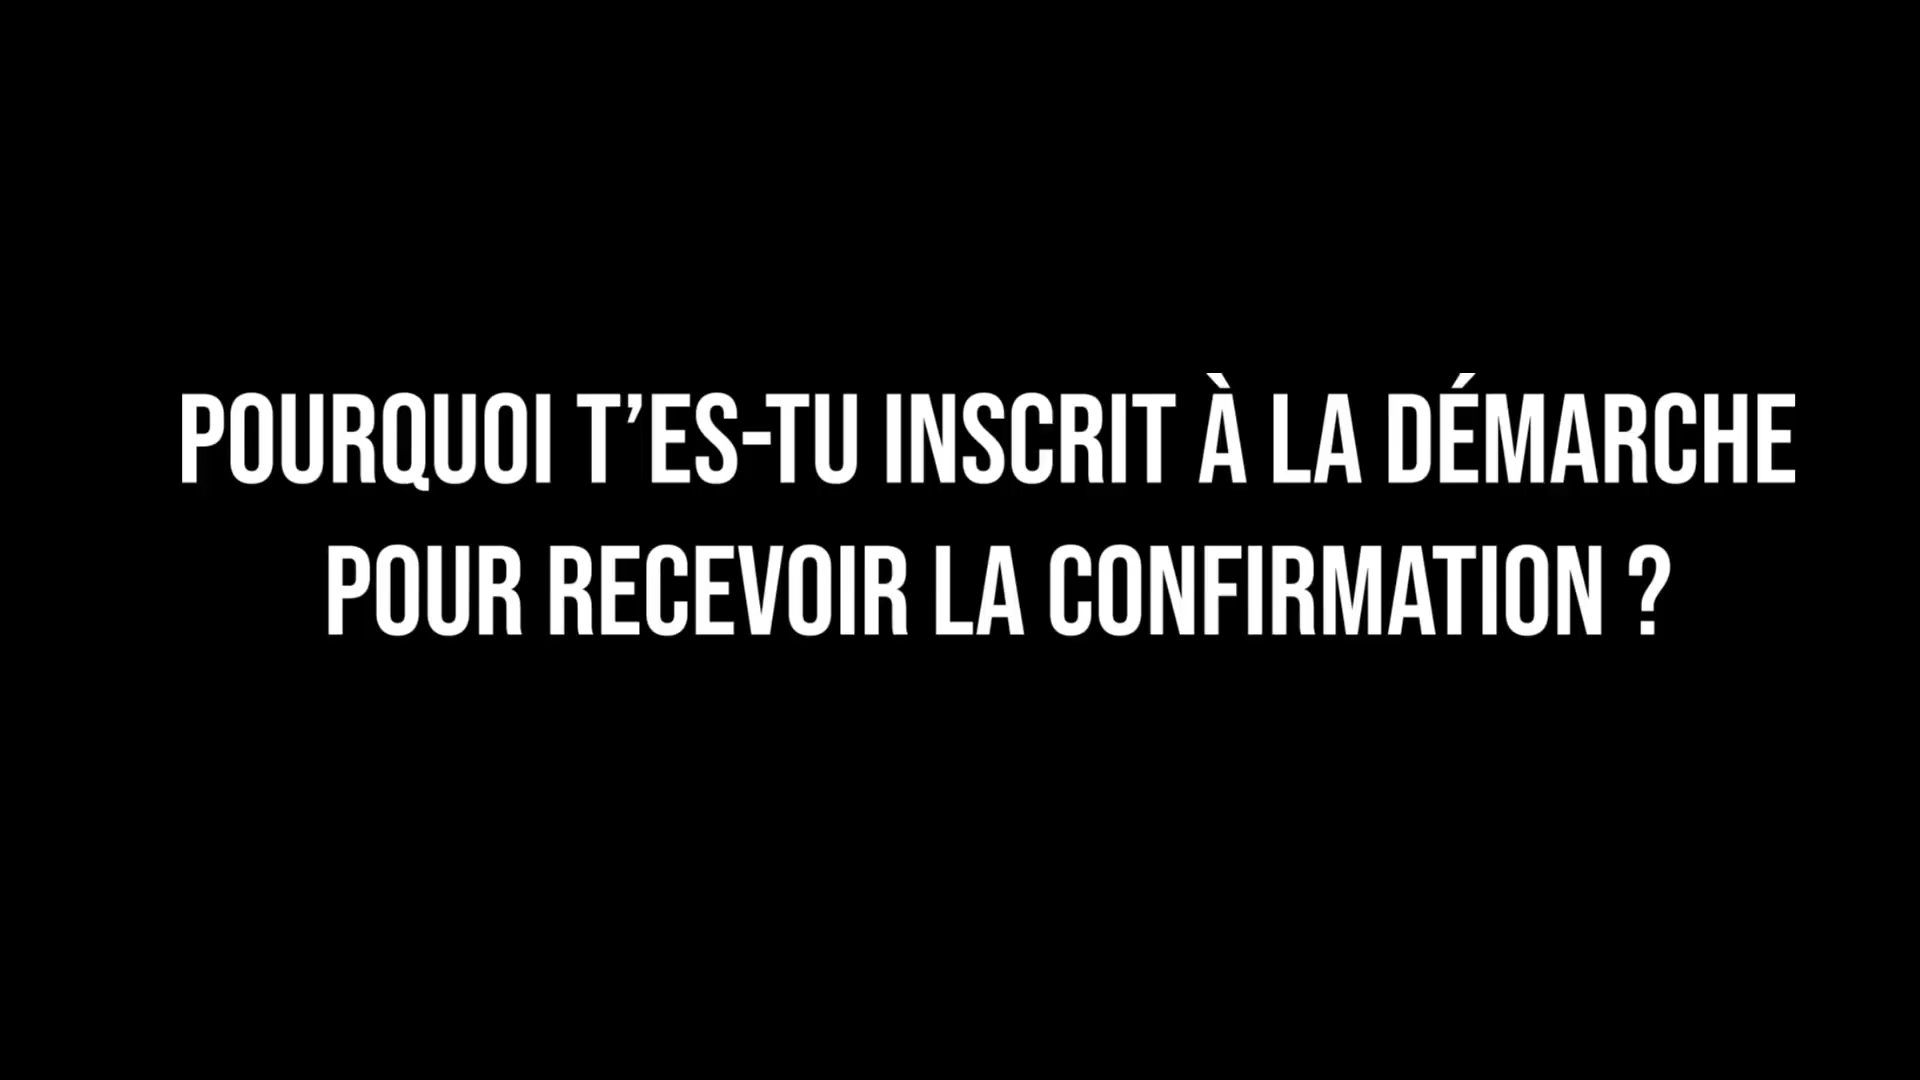 POURQUOI T’ES-TU INSCRIT À LA DÉMARCHE
POUR RECEVOIR LA CONFIRMATION ?